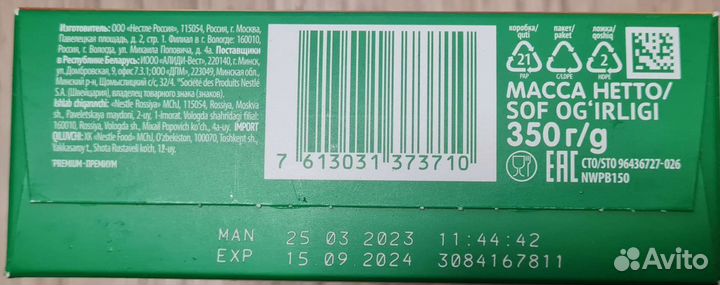 Изготовитель: ООО «Нестле Россия», 115054, Россия, г. Москва,
Павелецкая площадь, д. 2, стр. 1. Филиал в г. Вологде: 160010,
Россия, г. Вологда, ул. Михаила Поповича, д. 4а. Поставщики
в Республику Беларусь: ИООО «АЛИДИ-Вест», 220140, г. Минск,
ул. Домбровская, 9, офис 7.3.1; ООО «ДПМ», 223049, Минская обл.,
Минский р-н, Щомыслицкий с/с, 32/4. °Société des Produits Nestlé
S.A. (Швейцария), владелец товарного знака (знаков).
Ishlab chiqaruvchi: «Nestle Rossiya» MChJ, 115054, Rossiya, Moskva
sh., Paveletskaya maydoni, 2-uy, 1-imorat. Vologda shahridagi filial:
160010, Rossiya, Vologda sh., Mixail Popovich ko‘ch., 4a-uy. IMPORT
QILUVCHI: XK «Nestle Food» MChJ, O‘zbekiston, 100070, Toshkent sh.,
Yakkasaroy t., Shota Rustaveli ko‘ch., 12-uy.
PREMIUM-ПРЕМИУМ
7 613031 373710
коробка/ quti
пакет/ paket
ложка/ qoshiq
21
4
2
PAP
C/LDPE
HDPE
МАССА НЕТТО/
SOF OG‘IRLIGI
350 г/g
EAC
СТО/STO 96436727-026
NWPB150
MAN 25 03 2023 11:44:42
EXP 15 09 2024 3084167811
Avito